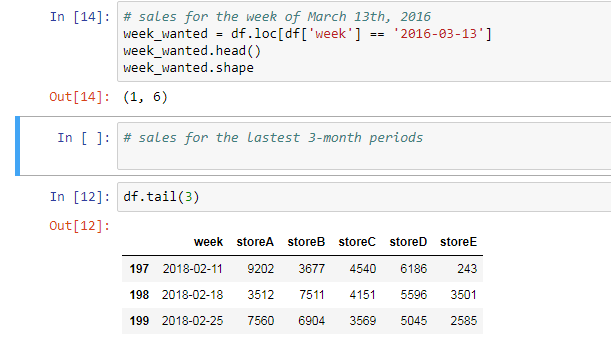 In [14]: # sales for the week of March 13th, 2016
week_wanted = df.loc[df['week'] == '2016-03-13']
week_wanted.head()
week_wanted.shape
Out[14]: (1, 6)
In [ ]: # sales for the lastest 3-month periods
In [12]: df.tail(3)
Out[12]:
week storeA storeB storeC storeD storeE
197 2018-02-11 9202 3677 4540 6186 243
198 2018-02-18 3512 7511 4151 5596 3501
199 2018-02-25 7560 6904 3569 5045 2585